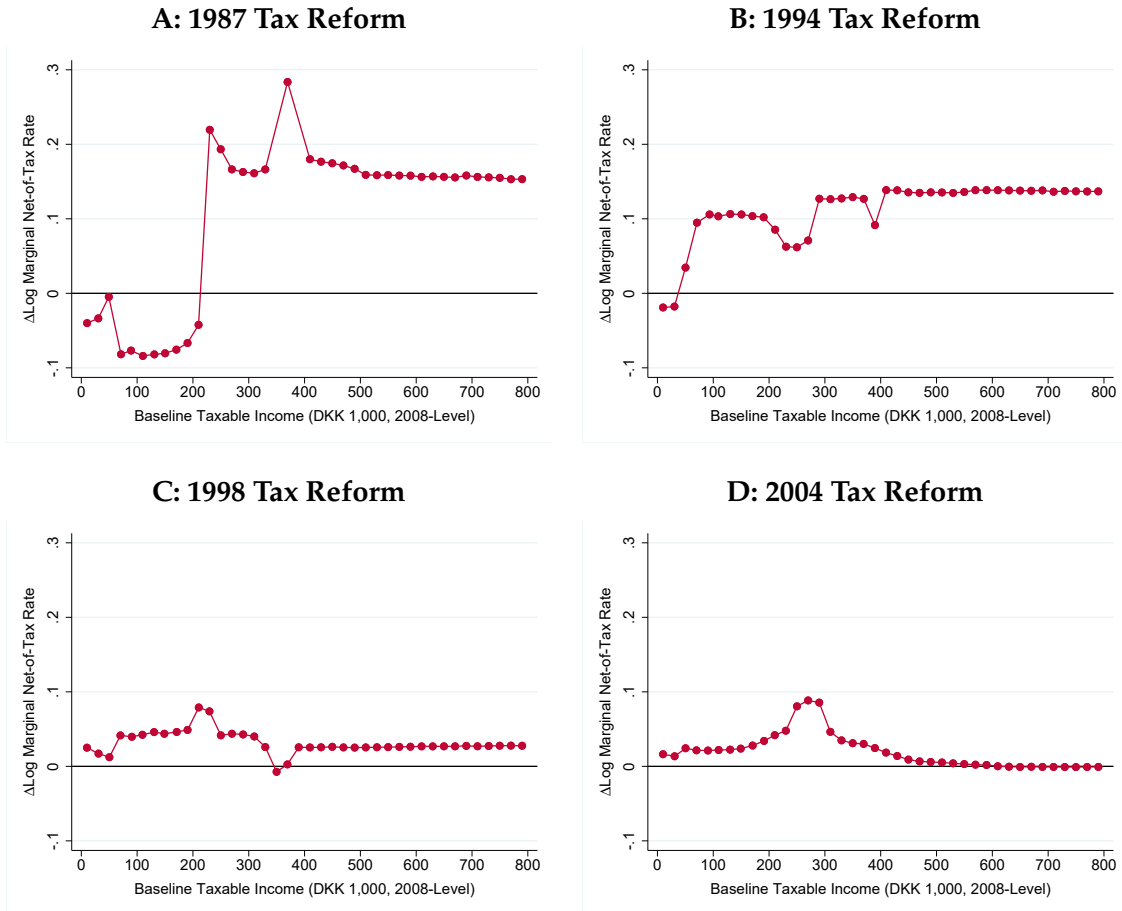 A: 1987 Tax Reform
ΔLog Marginal Net-of-Tax Rate
.3
.2
.1
0
-.1
0 100 200 300 400 500 600 700 800
Baseline Taxable Income (DKK 1,000, 2008-Level)
B: 1994 Tax Reform
ΔLog Marginal Net-of-Tax Rate
.3
.2
.1
0
-.1
0 100 200 300 400 500 600 700 800
Baseline Taxable Income (DKK 1,000, 2008-Level)
C: 1998 Tax Reform
ΔLog Marginal Net-of-Tax Rate
.3
.2
.1
0
-.1
0 100 200 300 400 500 600 700 800
Baseline Taxable Income (DKK 1,000, 2008-Level)
D: 2004 Tax Reform
ΔLog Marginal Net-of-Tax Rate
.3
.2
.1
0
-.1
0 100 200 300 400 500 600 700 800
Baseline Taxable Income (DKK 1,000, 2008-Level)